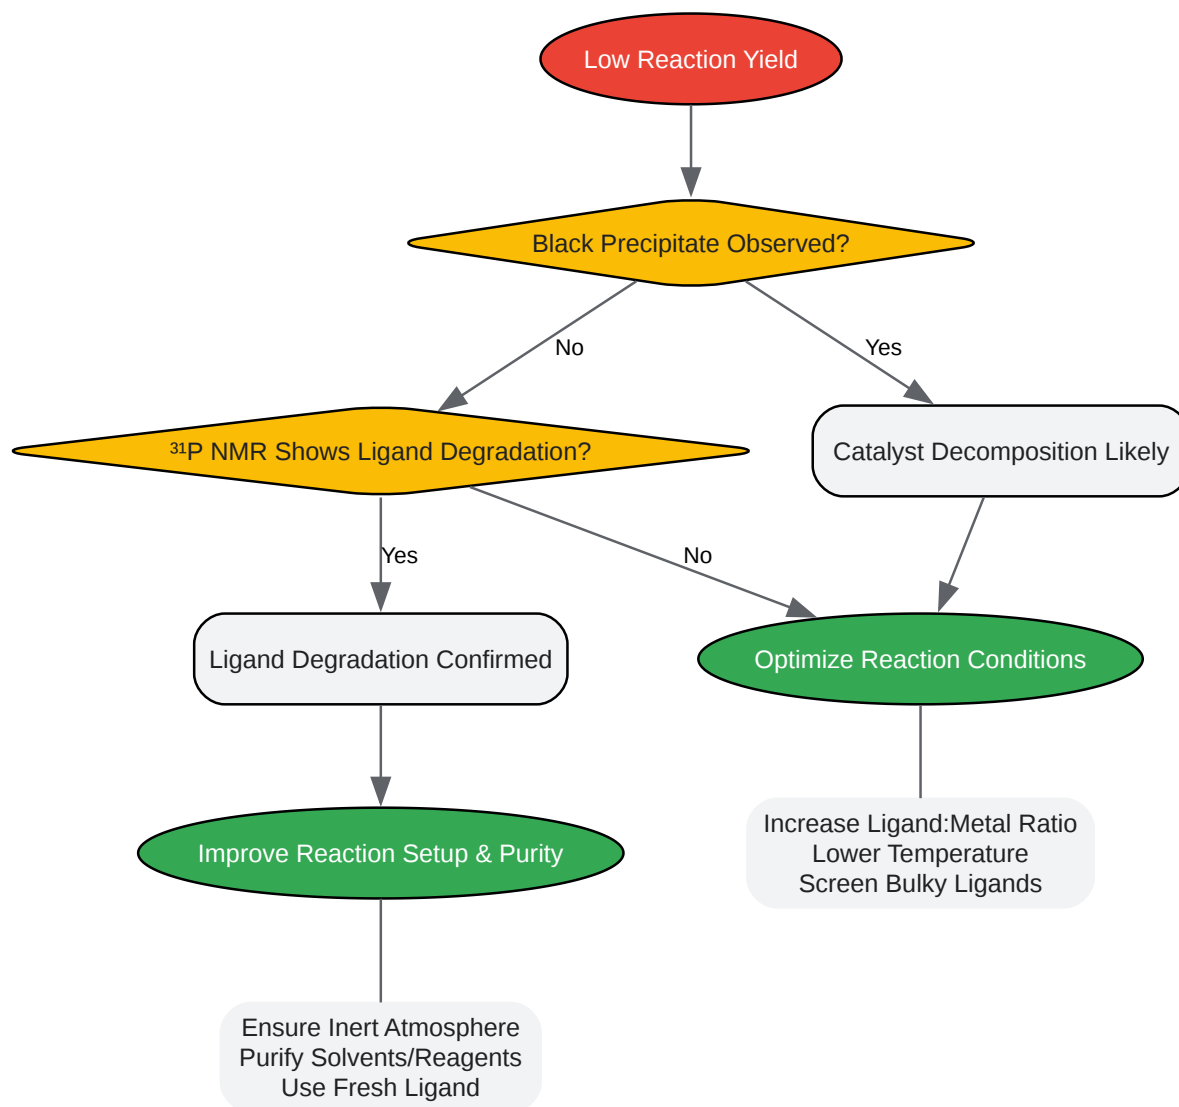 Low Reaction Yield
Black Precipitate Observed?
No
Yes
³¹P NMR Shows Ligand Degradation?
Catalyst Decomposition Likely
Yes
No
Ligand Degradation Confirmed
Optimize Reaction Conditions
Improve Reaction Setup & Purity
Increase Ligand:Metal Ratio
Lower Temperature
Screen Bulky Ligands
Ensure Inert Atmosphere
Purify Solvents/Reagents
Use Fresh Ligand